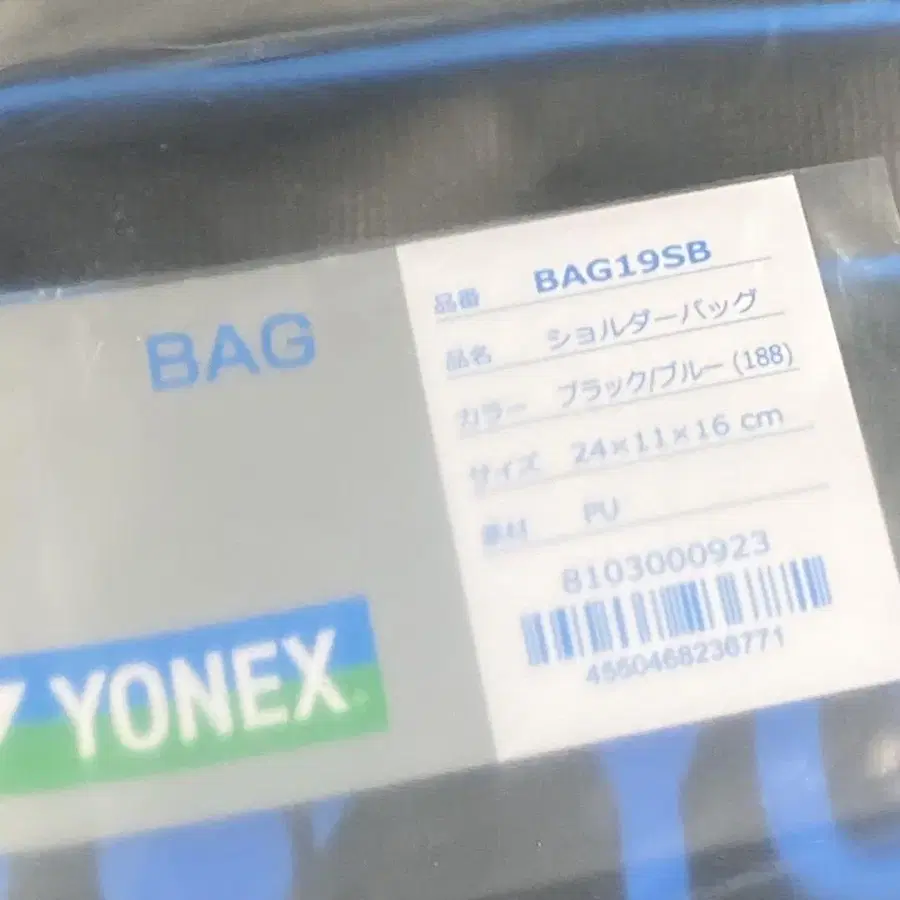 BAG
YONEX
品番 BAG19SB
品名 ショルダーバッグ
カラー ブラック/ブルー (188)
サイズ 24×11×16 cm
素材 PU
8103000923
4550468236771